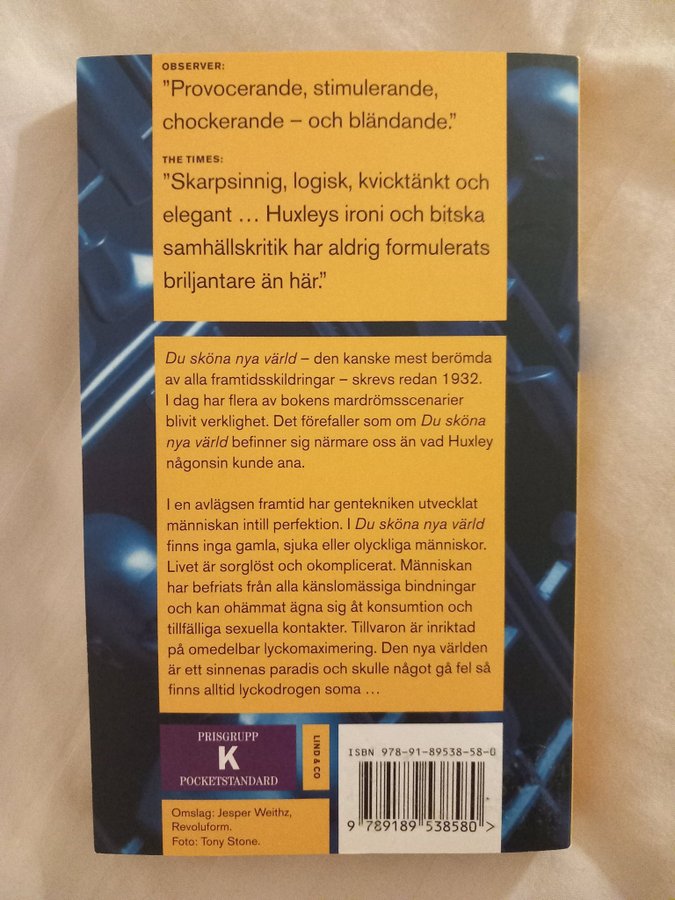 OBSERVER:
”Provocerande, stimulerande,
chockerande – och bländande.”
THE TIMES:
”Skarpsinnig, logisk, kvicktänkt och
elegant ... Huxleys ironi och bitska
samhällskritik har aldrig formulerats
briljantare än här.”
Du sköna nya värld – den kanske mest berömda
av alla framtidsskildringar – skrevs redan 1932.
I dag har flera av bokens mardrömsscenarier
blivit verklighet. Det förefaller som om Du sköna
nya värld befinner sig närmare oss än vad Huxley
någonsin kunde ana.
I en avlägsen framtid har gentekniken utvecklat
människan intill perfektion. I Du sköna nya värld
finns inga gamla, sjuka eller olyckliga människor.
Livet är sorglöst och okomplicerat. Människan
har befriats från alla känslomässiga bindningar
och kan ohämmat ägna sig åt konsumtion och
tillfälliga sexuella kontakter. Tillvaron är inriktad
på omedelbar lyckomaximering. Den nya världen
är ett sinnenas paradis och skulle något gå fel så
finns alltid lyckodrogen soma ...
PRISGRUPP
K
POCKETSTANDARD
LIND & CO
ISBN 978-91-89538-58-0
9 789189 538580 >
Omslag: Jesper Weithz,
Revoluform.
Foto: Tony Stone.